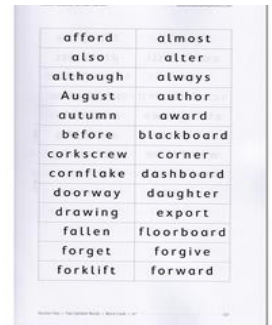 afford almost
also alter
although always
August author
autumn award
before blackboard
corkscrew corner
cornflake dashboard
doorway daughter
drawing export
fallen floorboard
forget forgive
forklift forward